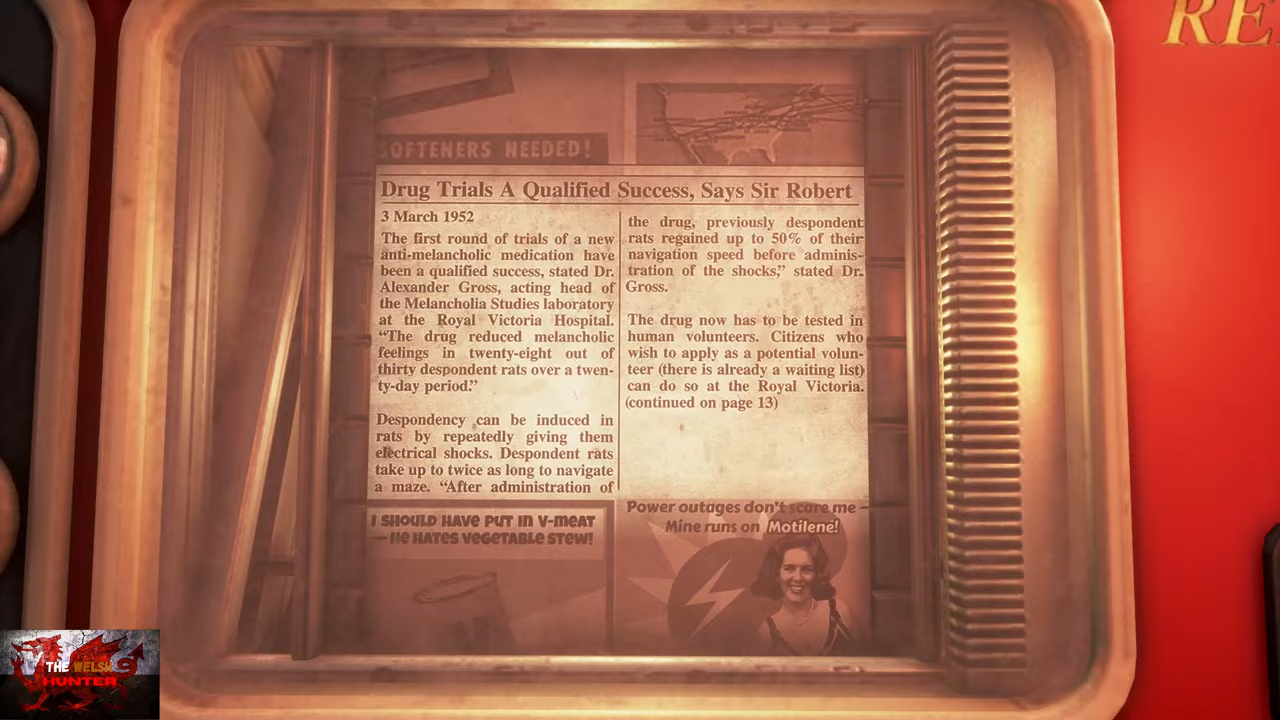 RE
SOFTENERS NEEDED!
Drug Trials A Qualified Success, Says Sir Robert
3 March 1952
The first round of trials of a new
anti-melancholic medication have
been a qualified success, stated Dr.
Alexander Gross, acting head of
the Melancholia Studies laboratory
at the Royal Victoria Hospital.
“The drug reduced melancholic
feelings in twenty-eight out of
thirty despondent rats over a twen-
ty-day period.”
Despondency can be induced in
rats by repeatedly giving them
electrical shocks. Despondent rats
take up to twice as long to navigate
a maze. “After administration of
the drug, previously despondent
rats regained up to 50% of their
navigation speed before adminis-
tration of the shocks,” stated Dr.
Gross.
The drug now has to be tested in
human volunteers. Citizens who
wish to apply as a potential volun-
teer (there is already a waiting list)
can do so at the Royal Victoria.
(continued on page 13)
I SHOULD HAVE PUT IN V-MEAT
– HE HATES VEGETABLE STEW!
Power outages don't scare me –
Mine runs on Motilene!
THE WELSH
HUNTER